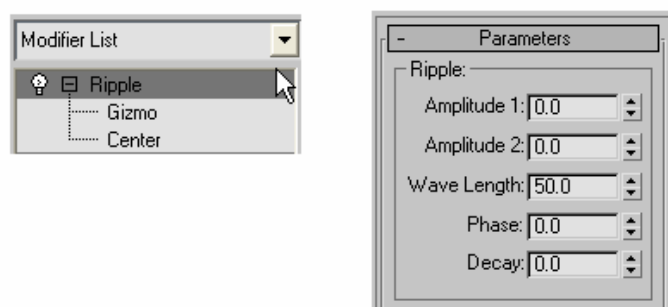 Modifier List
Ripple
Gizmo
Center
- Parameters
Ripple:
Amplitude 1: 0.0
Amplitude 2: 0.0
Wave Length: 50.0
Phase: 0.0
Decay: 0.0